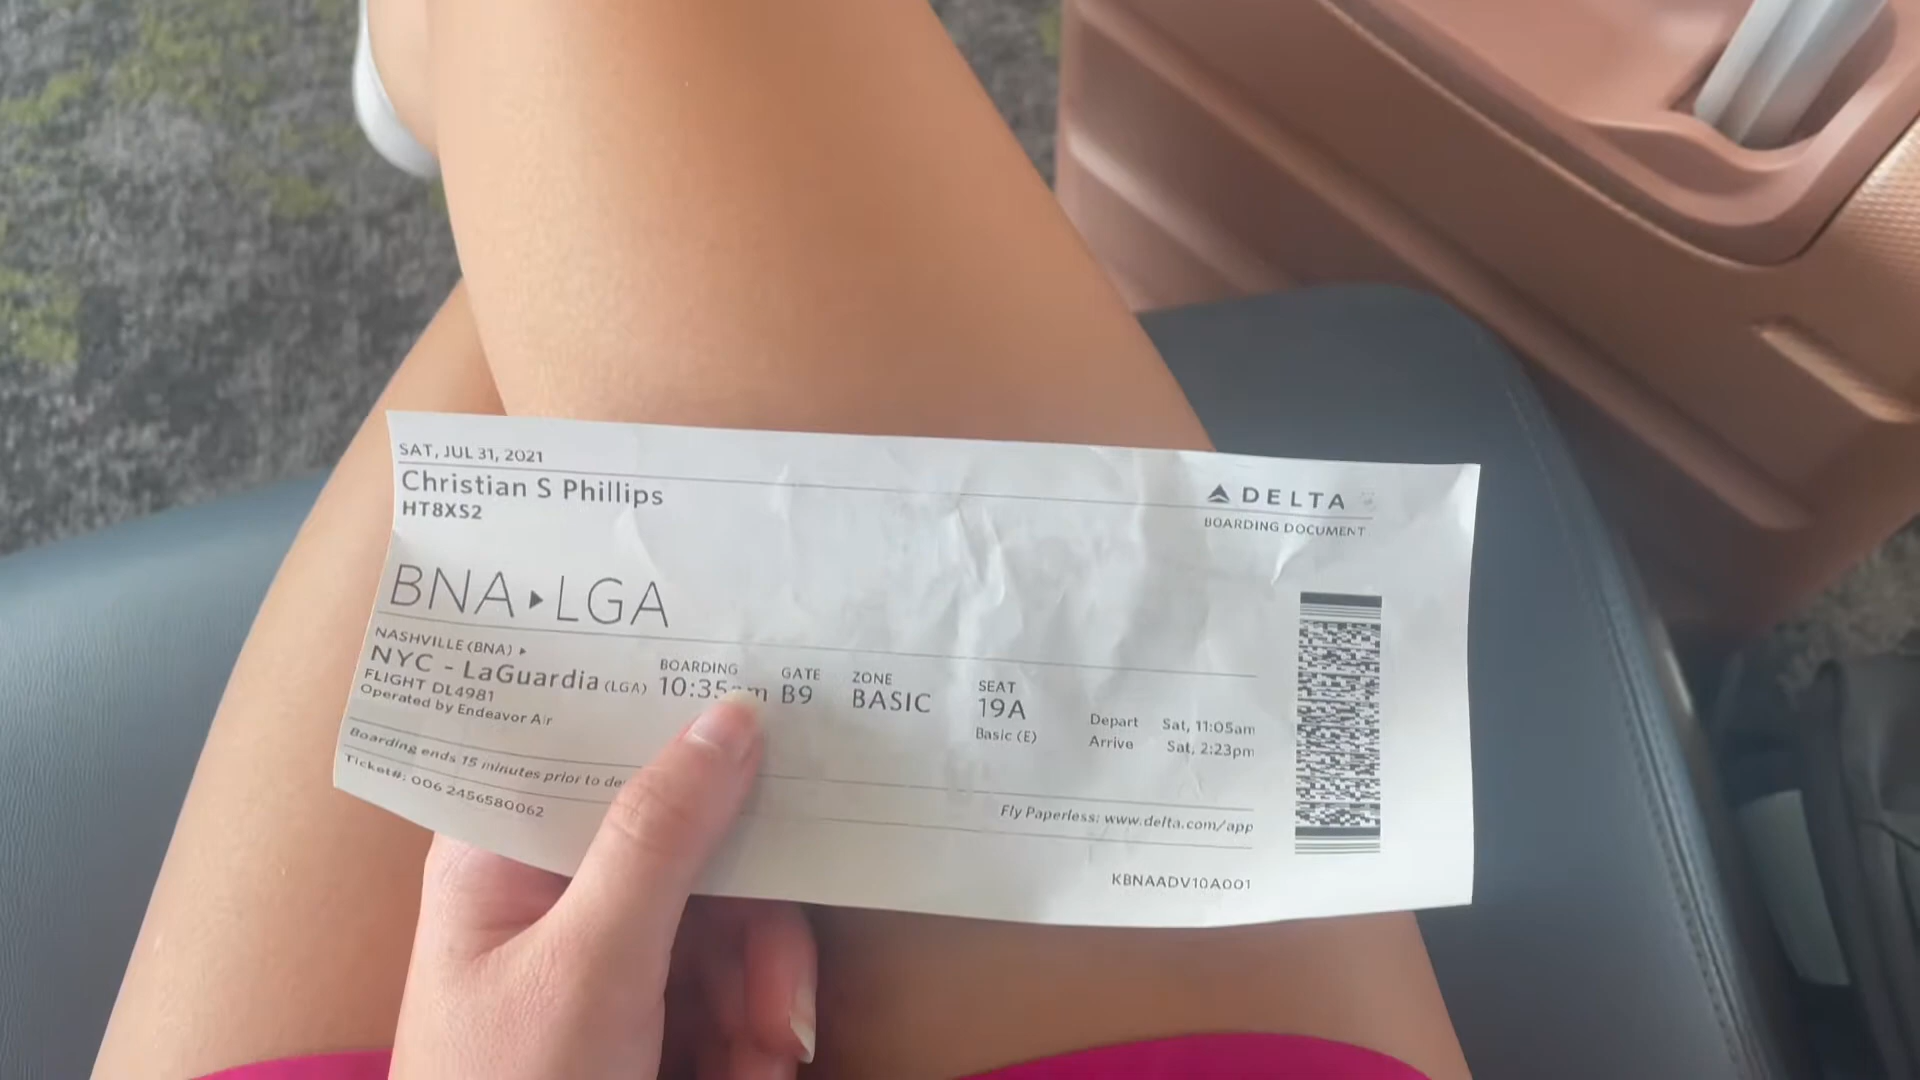 SAT, JUL 31, 2021
Christian S Phillips
HT8XS2
DELTA
BOARDING DOCUMENT
BNA ▸ LGA
NASHVILLE (BNA) ▸
NYC - LaGuardia (LGA)
FLIGHT DL4981
Operated by Endeavor Air
BOARDING
10:35
GATE
B9
ZONE
BASIC
SEAT
19A
Basic (E)
Depart Sat, 11:05am
Arrive Sat, 2:23pm
Boarding ends 15 minutes prior to
Ticket#: 006 2456580062
Fly Paperless: www.delta.com/app
KBNAADV10A001